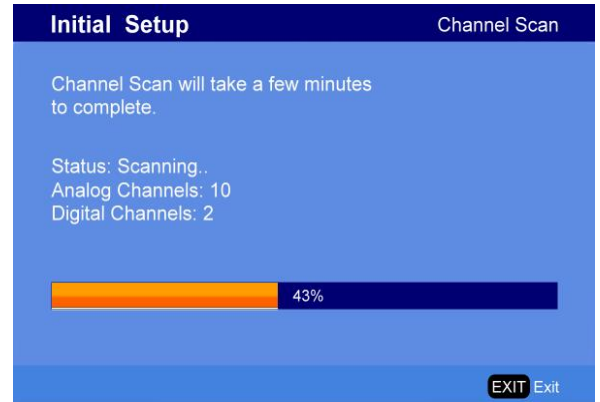 Initial Setup
Channel Scan
Channel Scan will take a few minutes
to complete.
Status: Scanning..
Analog Channels: 10
Digital Channels: 2
43%
EXIT Exit